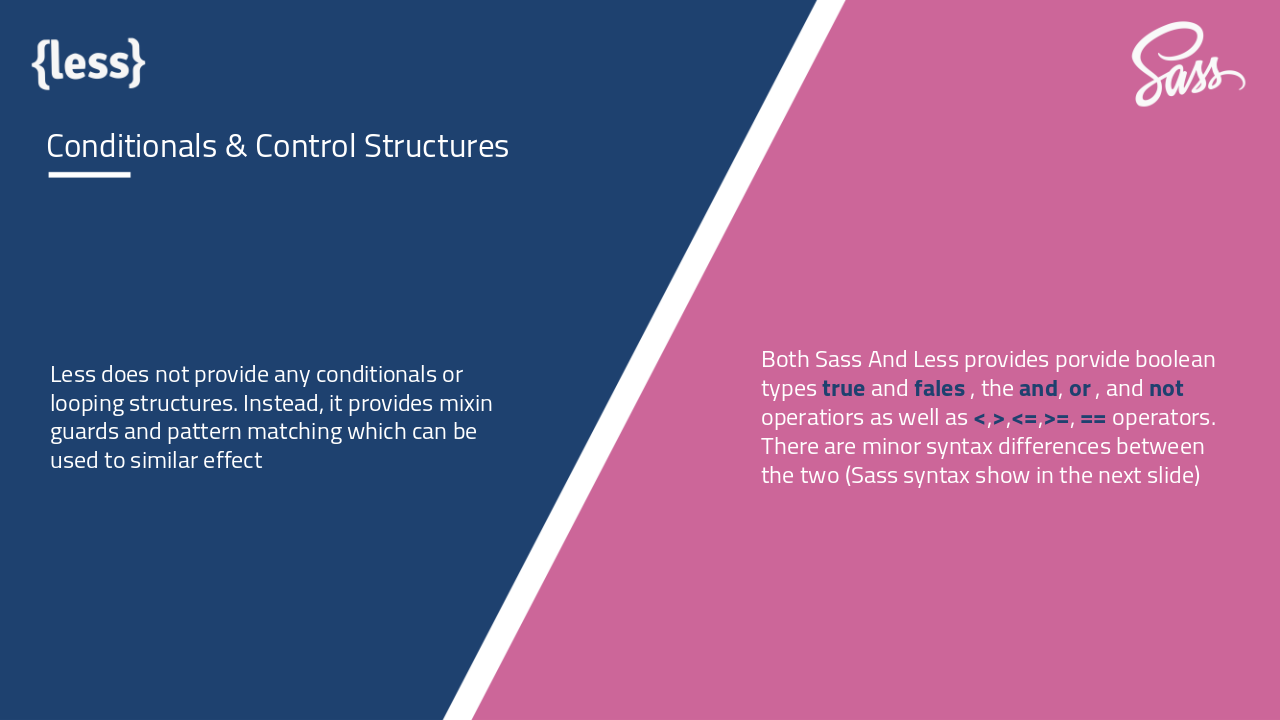 {less}
Sass
Conditionals & Control Structures
Less does not provide any conditionals or
looping structures. Instead, it provides mixin
guards and pattern matching which can be
used to similar effect
Both Sass And Less provides porvide boolean
types true and fales , the and, or , and not
operatiors as well as <,>,<=,>=, == operators.
There are minor syntax differences between
the two (Sass syntax show in the next slide)